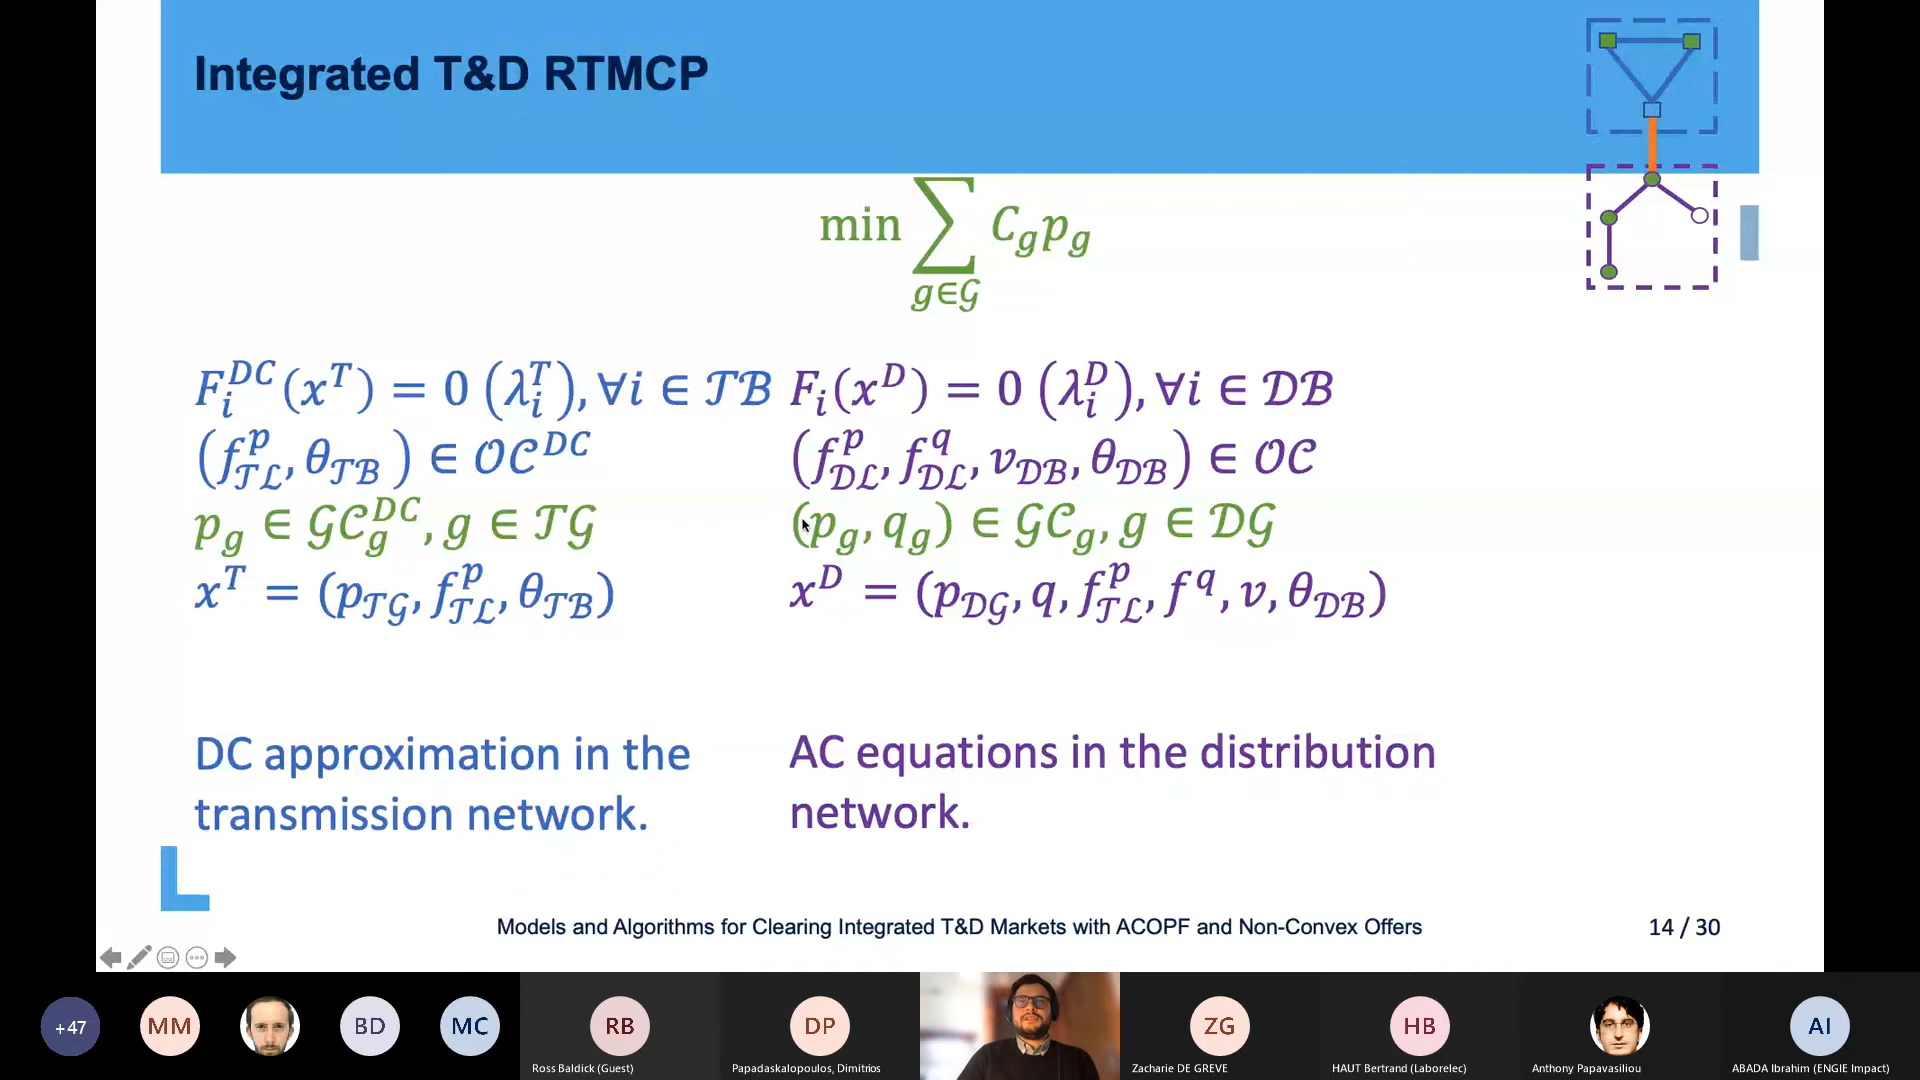 Integrated T&D RTMCP
min ∑_{g∈𝒢} C_g p_g
F_i^{DC}(x^T) = 0 (λ_i^T), ∀i ∈ 𝒯ℬ
F_i(x^D) = 0 (λ_i^D), ∀i ∈ 𝒟ℬ
(f^p_{𝒯ℒ}, θ_{𝒯ℬ}) ∈ 𝒪𝒞^{DC}
(f^p_{𝒟ℒ}, f^q_{𝒟ℒ}, v_{𝒟ℬ}, θ_{𝒟ℬ}) ∈ 𝒪𝒞
p_g ∈ 𝒢𝒞_g^{DC}, g ∈ 𝒯𝒢
(p_g, q_g) ∈ 𝒢𝒞_g, g ∈ 𝒟𝒢
x^T = (p_{𝒯𝒢}, f^p_{𝒯ℒ}, θ_{𝒯ℬ})
x^D = (p_{𝒟𝒢}, q, f^p_{𝒯ℒ}, f^q, v, θ_{𝒟ℬ})
DC approximation in the
transmission network.
AC equations in the distribution
network.
Models and Algorithms for Clearing Integrated T&D Markets with ACOPF and Non-Convex Offers
14 / 30
+47
MM
BD
MC
RB
Ross Baldick (Guest)
DP
Papadaskalopoulos, Dimitrios
ZG
Zacharie DE GREVE
HB
HAUT Bertrand (Laborelec)
Anthony Papavasiliou
AI
ABADA Ibrahim (ENGIE Impact)